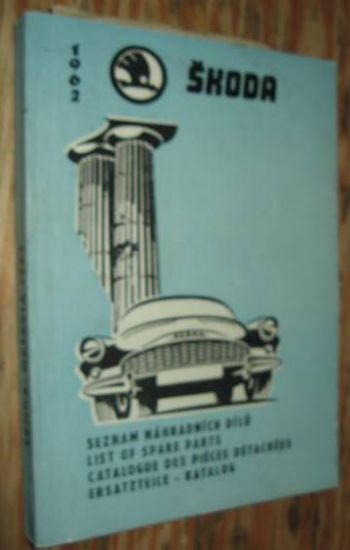 1962
ŠKODA
SEZNAM NÁHRADNÍCH DÍLŮ
LIST OF SPARE PARTS
CATALOGUE DES PIÈCES DÉTACHÉES
ERSATZTEILE - KATALOG